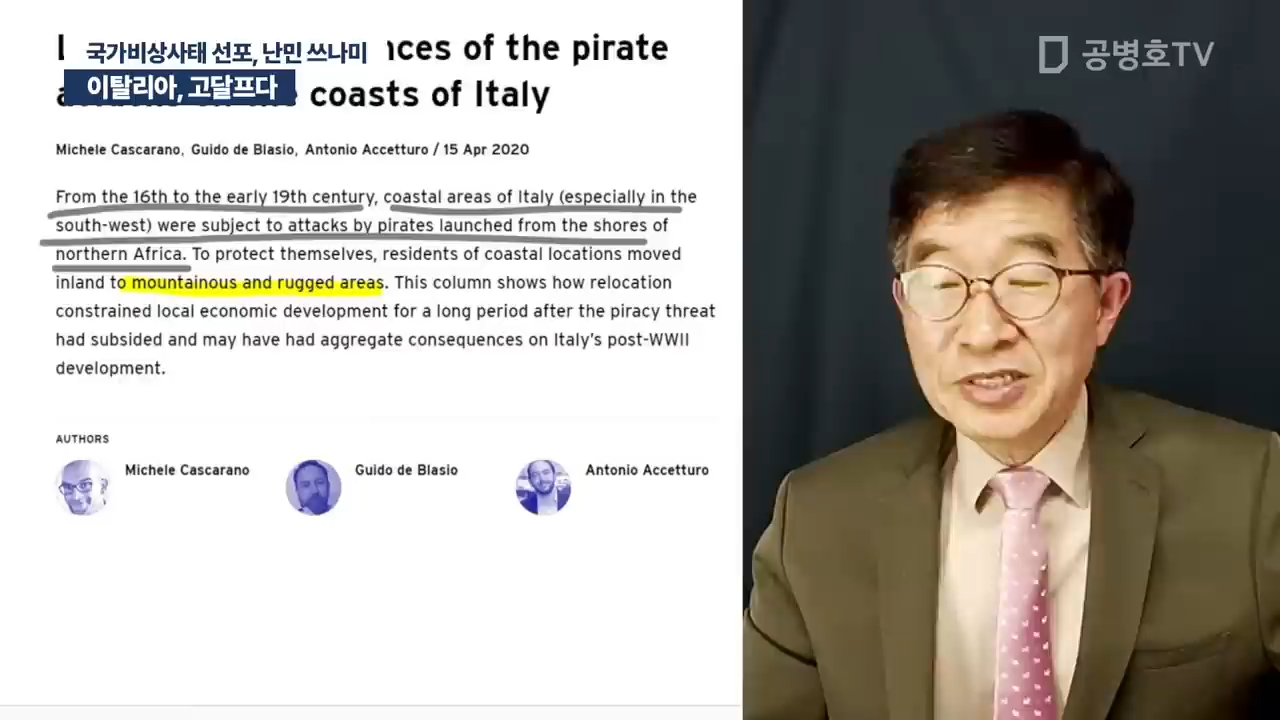 국가비상사태 선포, 난민 쓰나미
이탈리아, 고달프다
공병호TV
of the pirate
coasts of Italy
Michele Cascarano, Guido de Blasio, Antonio Accetturo / 15 Apr 2020
From the 16th to the early 19th century, coastal areas of Italy (especially in the
south-west) were subject to attacks by pirates launched from the shores of
northern Africa. To protect themselves, residents of coastal locations moved
inland to mountainous and rugged areas. This column shows how relocation
constrained local economic development for a long period after the piracy threat
had subsided and may have had aggregate consequences on Italy's post-WWII
development.
AUTHORS
Michele Cascarano
Guido de Blasio
Antonio Accetturo